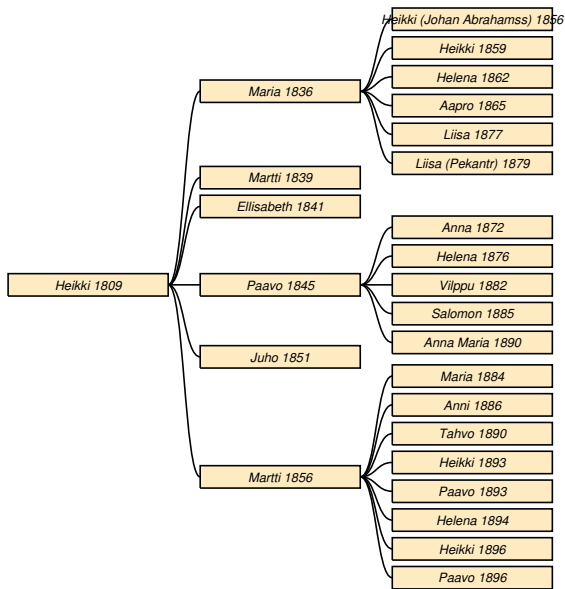 Heikki 1809
Maria 1836
Heikki (Johan Abrahamss) 1856
Heikki 1859
Helena 1862
Aapro 1865
Liisa 1877
Liisa (Pekantr) 1879
Martti 1839
Ellisabeth 1841
Paavo 1845
Anna 1872
Helena 1876
Vilppu 1882
Salomon 1885
Anna Maria 1890
Juho 1851
Martti 1856
Maria 1884
Anni 1886
Tahvo 1890
Heikki 1893
Paavo 1893
Helena 1894
Heikki 1896
Paavo 1896